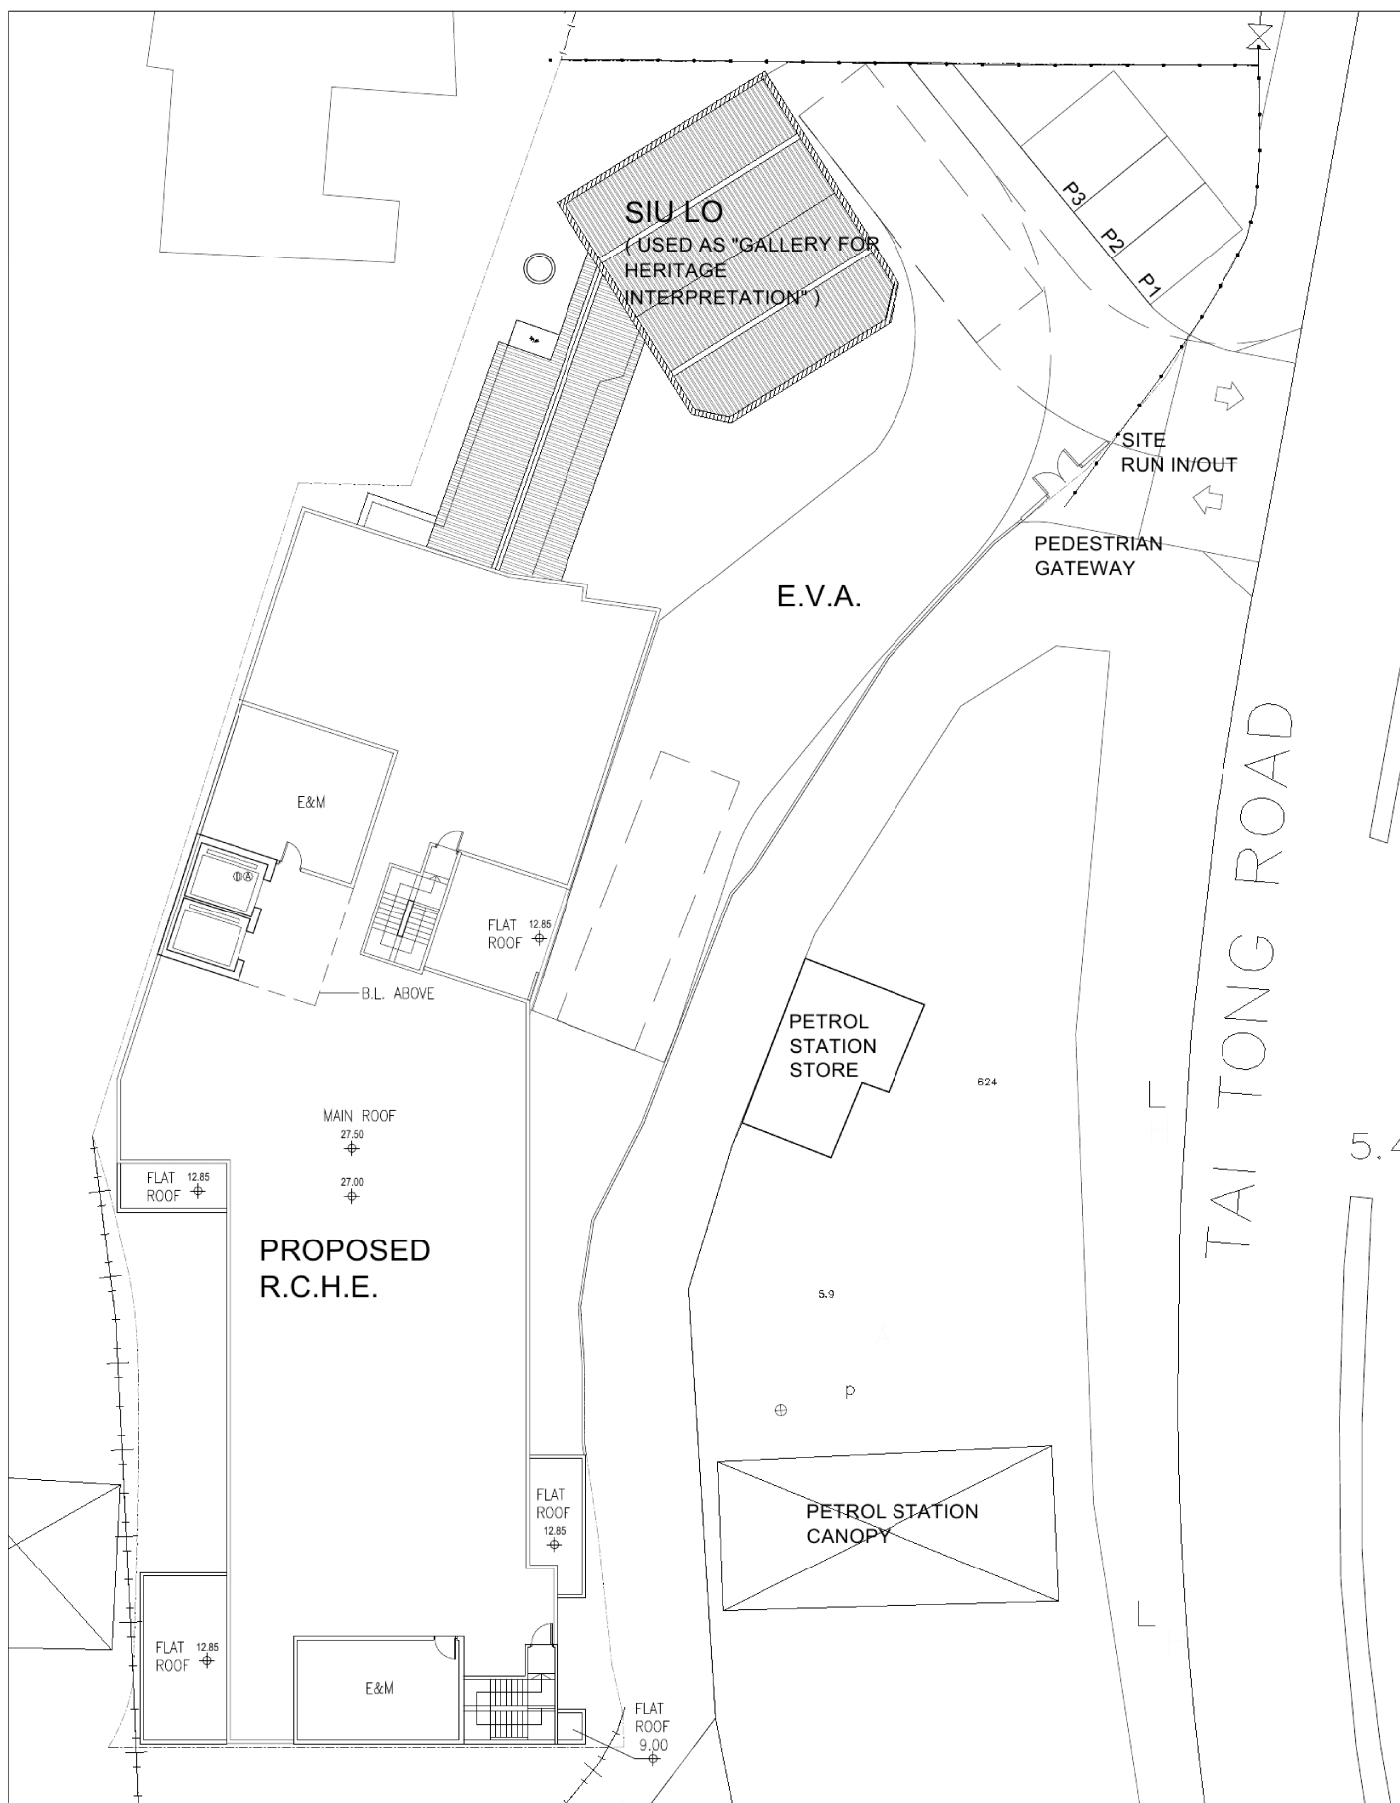 SIU LO
( USED AS "GALLERY FOR
HERITAGE
INTERPRETATION" )
P3
P2
P1
SITE
RUN IN/OUT
PEDESTRIAN
GATEWAY
E.V.A.
TAI TONG ROAD
E&M
FLAT 12.85
ROOF
B.L. ABOVE
PETROL
STATION
STORE
624
MAIN ROOF
27.50
27.00
FLAT 12.85
ROOF
PROPOSED
R.C.H.E.
5.9
p
L
FLAT
ROOF
12.85
PETROL STATION
CANOPY
L
FLAT 12.85
ROOF
E&M
FLAT
ROOF
9.00